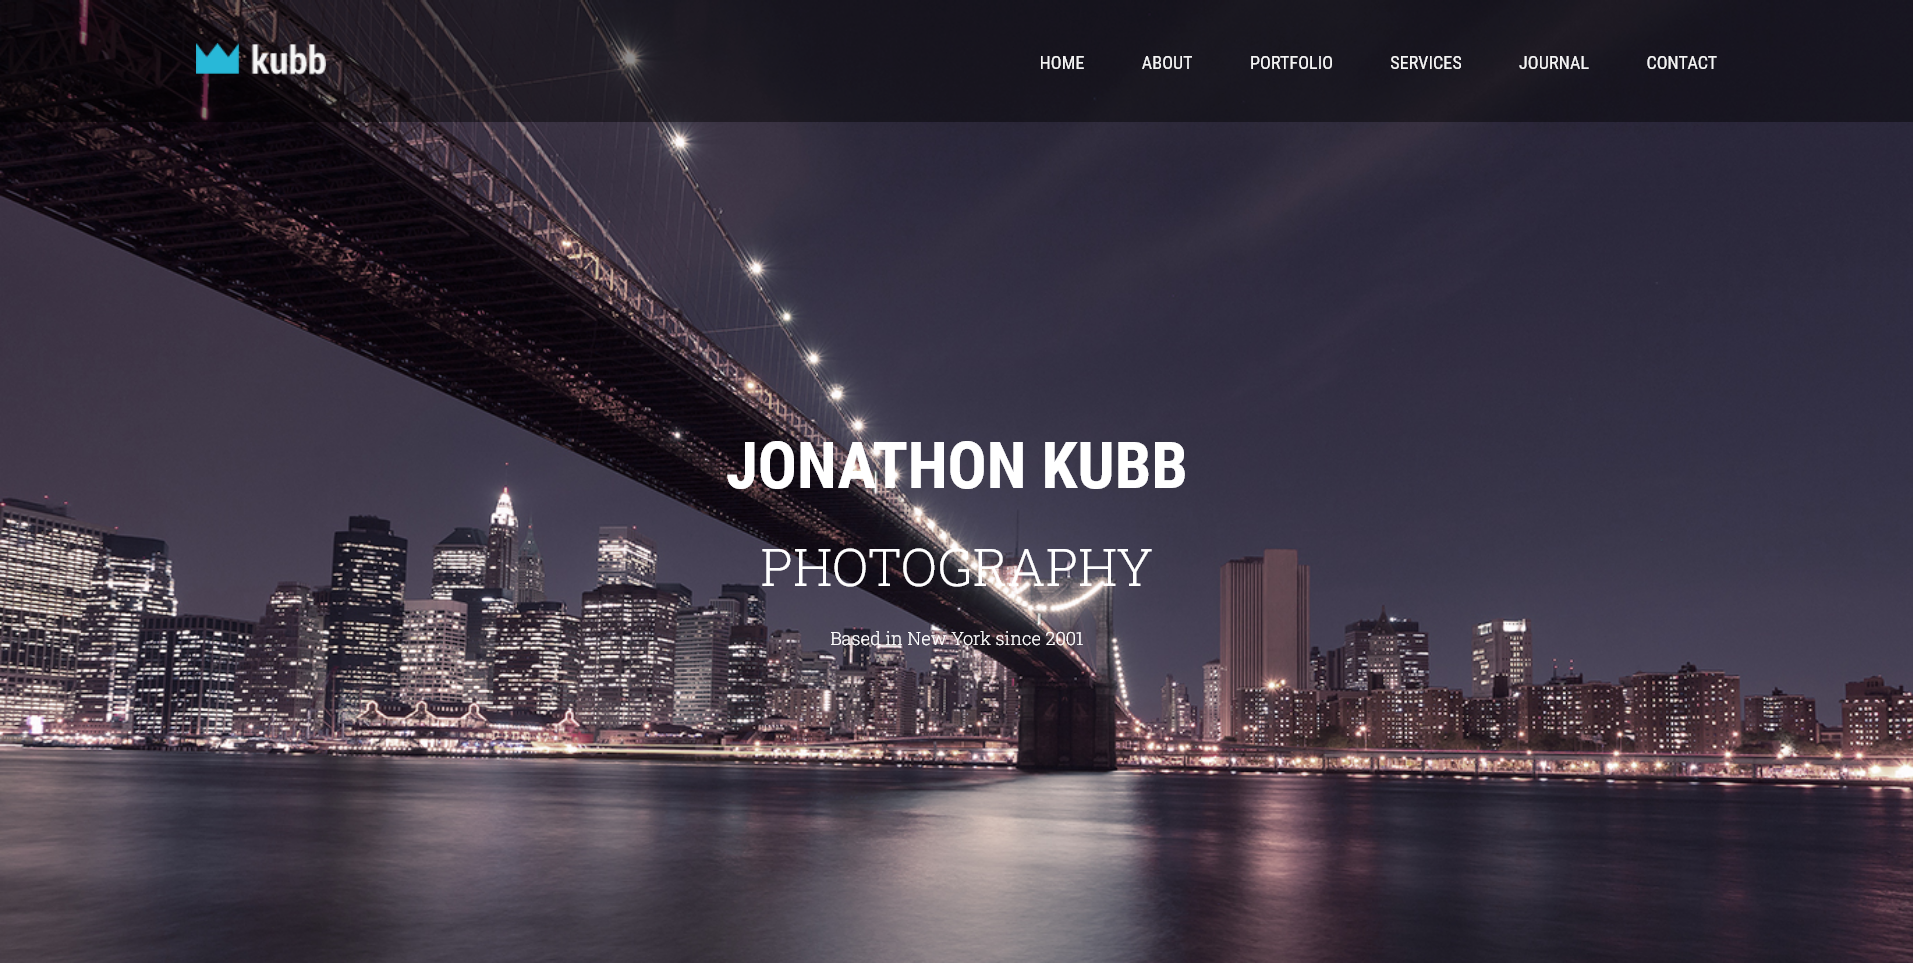 kubb
HOME ABOUT PORTFOLIO SERVICES JOURNAL CONTACT
JONATHON KUBB
PHOTOGRAPHY
Based in New York since 2001